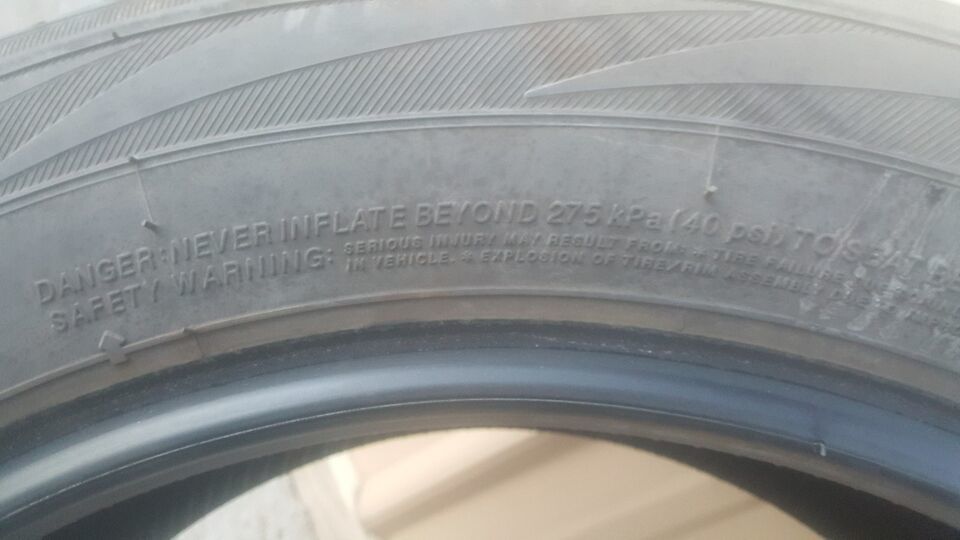 DANGER: NEVER INFLATE BEYOND 275 kPa (40 psi) TO SEAT
SAFETY WARNING: SERIOUS INJURY MAY RESULT FROM: * TIRE FAILURE
IN VEHICLE. * EXPLOSION OF TIRE/RIM ASSEMBLY